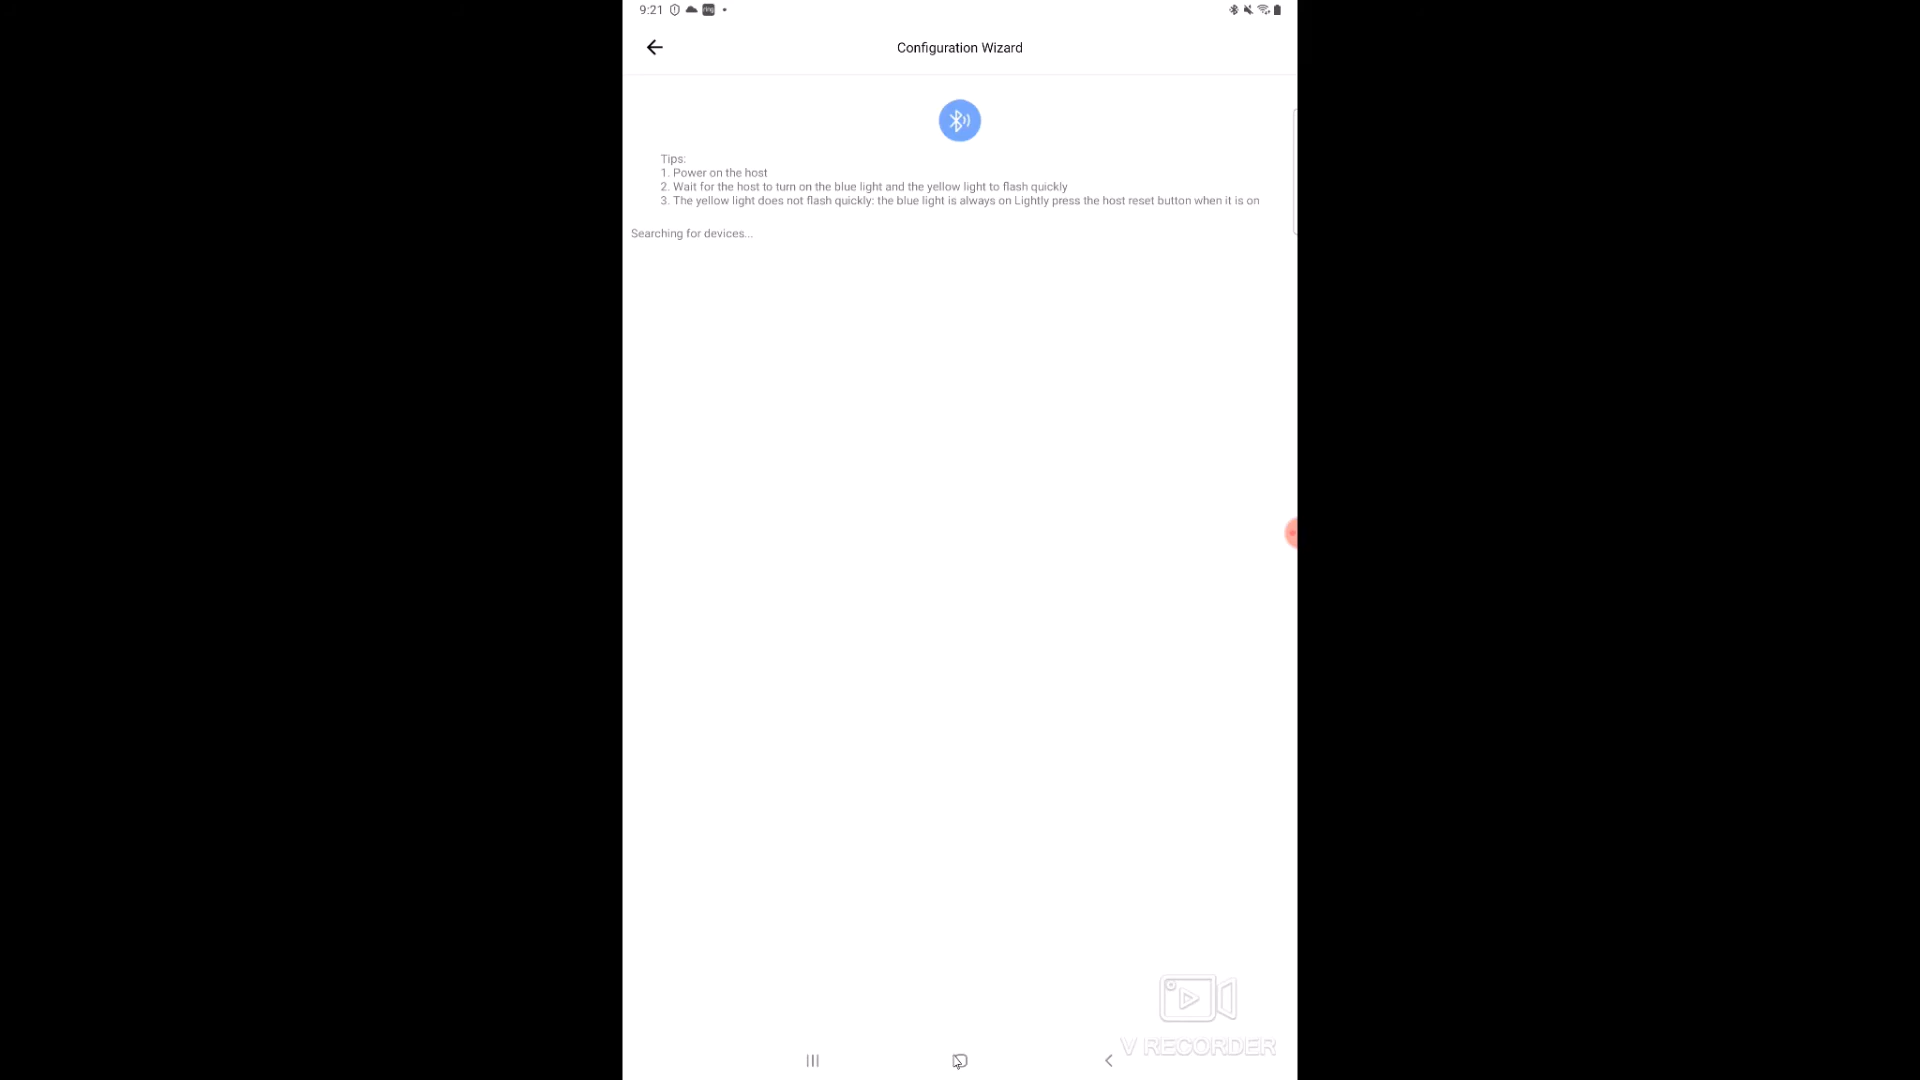 9:21
ring
Configuration Wizard
Tips:
1. Power on the host
2. Wait for the host to turn on the blue light and the yellow light to flash quickly
3. The yellow light does not flash quickly: the blue light is always on Lightly press the host reset button when it is on
Searching for devices...
V RECORDER